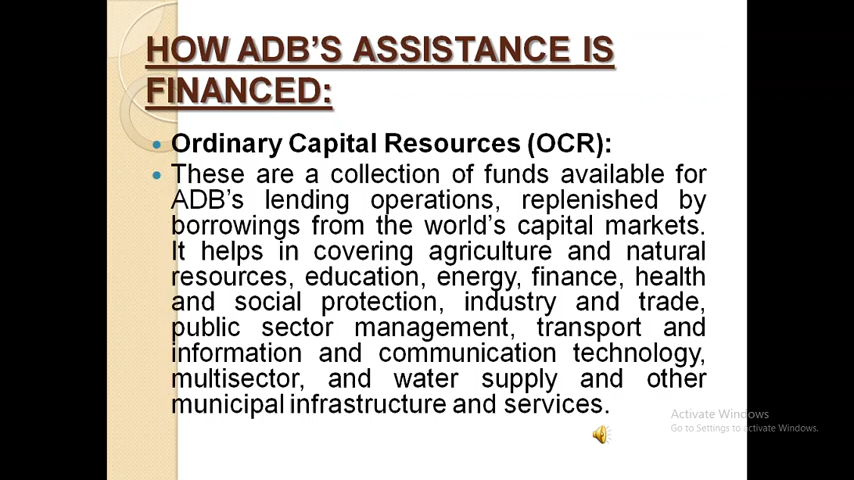 HOW ADB'S ASSISTANCE IS
FINANCED:
• Ordinary Capital Resources (OCR):
• These are a collection of funds available for
ADB's lending operations, replenished by
borrowings from the world's capital markets.
It helps in covering agriculture and natural
resources, education, energy, finance, health
and social protection, industry and trade,
public sector management, transport and
information and communication technology,
multisector, and water supply and other
municipal infrastructure and services.
Activate Windows
Go to Settings to activate Windows.